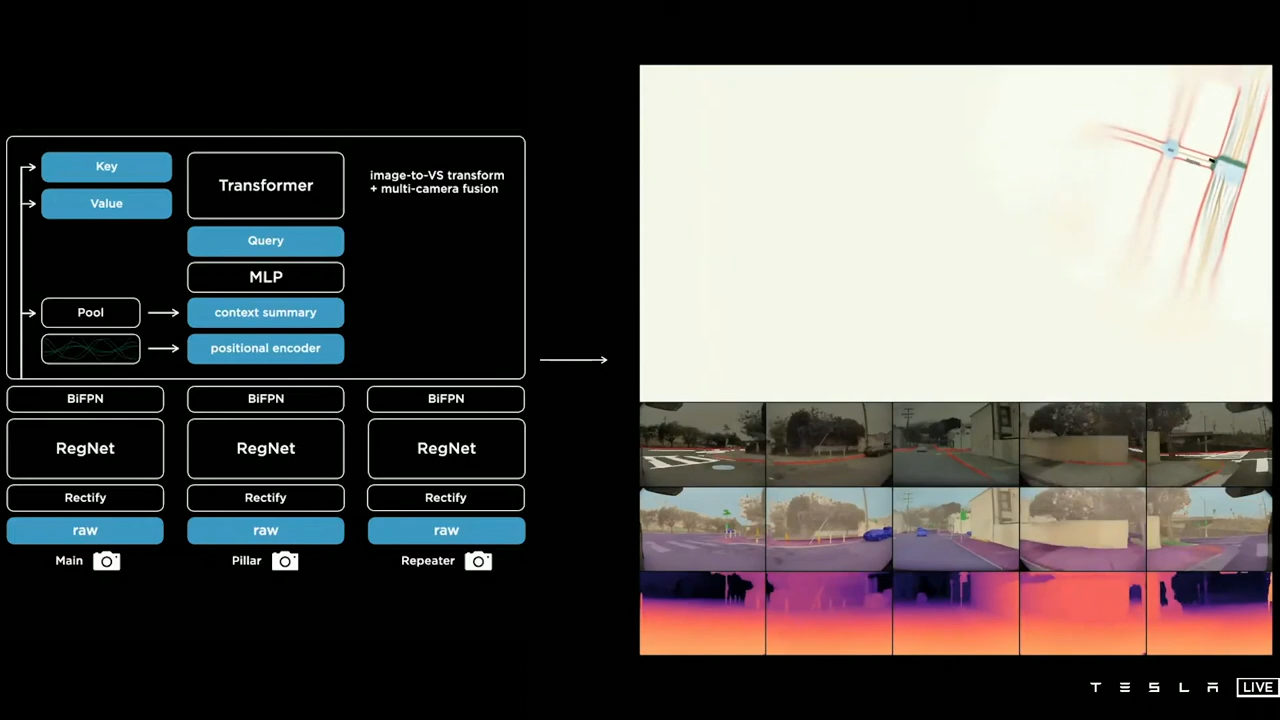 Key
Transformer
image-to-VS transform
+ multi-camera fusion
Value
Query
MLP
Pool
context summary
positional encoder
BiFPN
BiFPN
BiFPN
RegNet
RegNet
RegNet
Rectify
Rectify
Rectify
raw
raw
raw
Main
Pillar
Repeater
TESLA LIVE